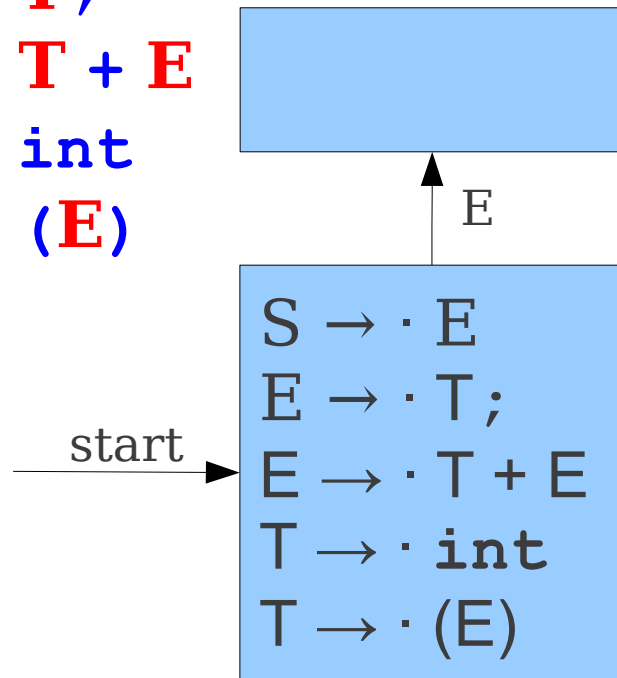 T;
T + E
int
(E)
E
start
S → · E
E → · T ;
E → · T + E
T → · int
T → · (E)